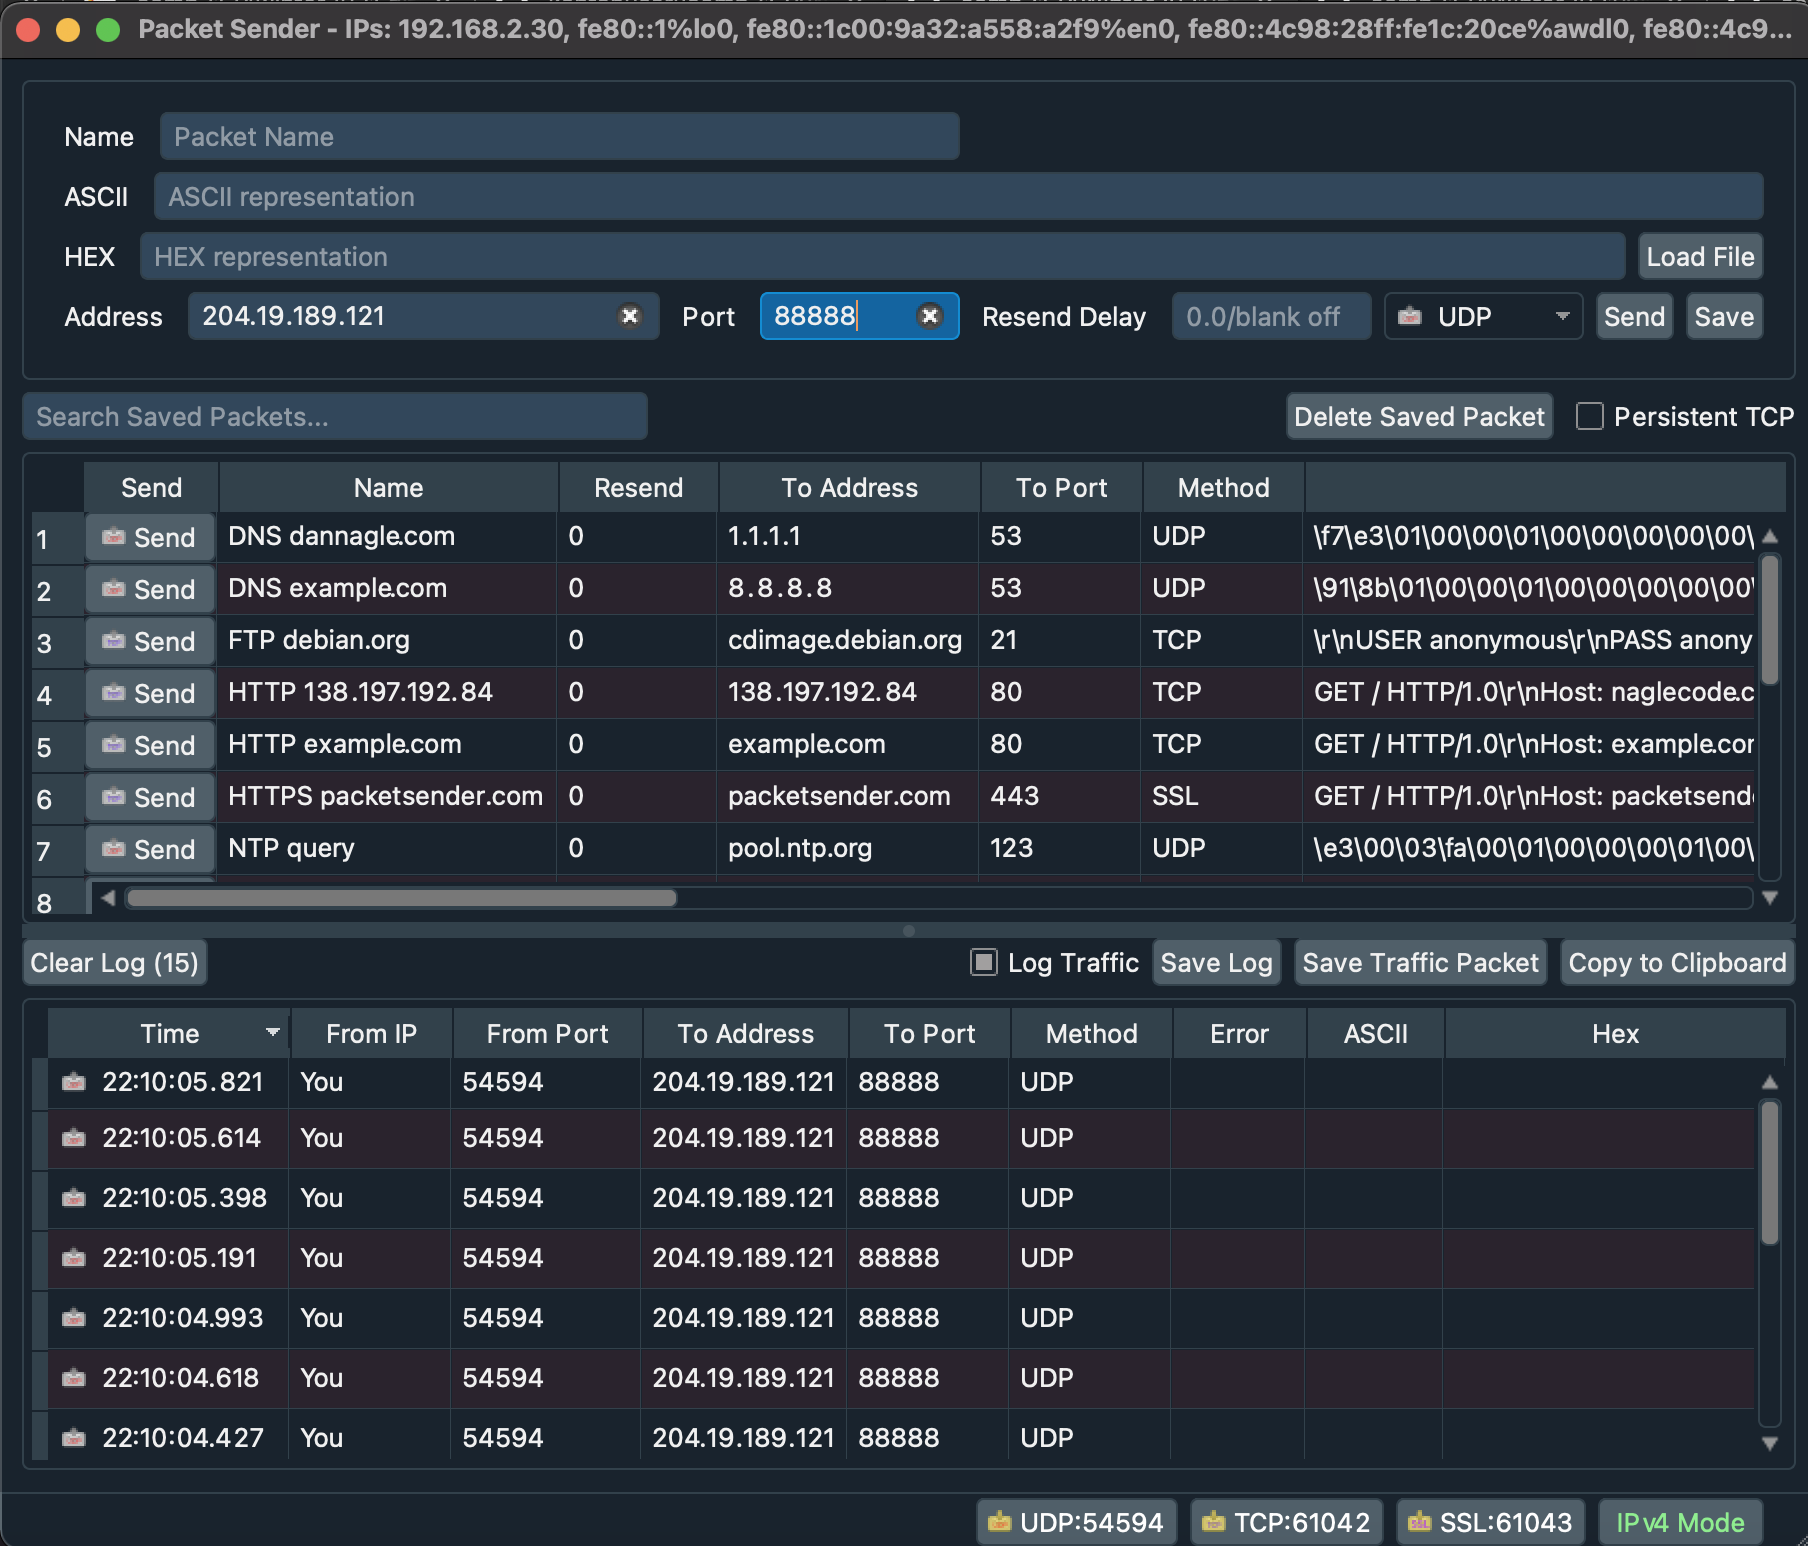 Packet Sender - IPs: 192.168.2.30, fe80::1%lo0, fe80::1c00:9a32:a558:a2f9%en0, fe80::4c98:28ff:fe1c:20ce%awdl0, fe80::4c9...
Name Packet Name
ASCII ASCII representation
HEX HEX representation Load File
Address 204.19.189.121 Port 88888 Resend Delay 0.0/blank off UDP Send Save
Search Saved Packets... Delete Saved Packet Persistent TCP
Send Name Resend To Address To Port Method
1 Send DNS dannagle.com 0 1.1.1.1 53 UDP \f7\e3\01\00\00\01\00\00\00\00\00\
2 Send DNS example.com 0 8.8.8.8 53 UDP \91\8b\01\00\00\01\00\00\00\00\00\
3 Send FTP debian.org 0 cdimage.debian.org 21 TCP \r\nUSER anonymous\r\nPASS anony
4 Send HTTP 138.197.192.84 0 138.197.192.84 80 TCP GET / HTTP/1.0\r\nHost: naglecode.c
5 Send HTTP example.com 0 example.com 80 TCP GET / HTTP/1.0\r\nHost: example.cor
6 Send HTTPS packetsender.com 0 packetsender.com 443 SSL GET / HTTP/1.0\r\nHost: packetsend
7 Send NTP query 0 pool.ntp.org 123 UDP \e3\00\03\fa\00\01\00\00\00\01\00\
8
Clear Log (15) Log Traffic Save Log Save Traffic Packet Copy to Clipboard
Time From IP From Port To Address To Port Method Error ASCII Hex
22:10:05.821 You 54594 204.19.189.121 88888 UDP
22:10:05.614 You 54594 204.19.189.121 88888 UDP
22:10:05.398 You 54594 204.19.189.121 88888 UDP
22:10:05.191 You 54594 204.19.189.121 88888 UDP
22:10:04.993 You 54594 204.19.189.121 88888 UDP
22:10:04.618 You 54594 204.19.189.121 88888 UDP
22:10:04.427 You 54594 204.19.189.121 88888 UDP
UDP:54594 TCP:61042 SSL:61043 IPv4 Mode